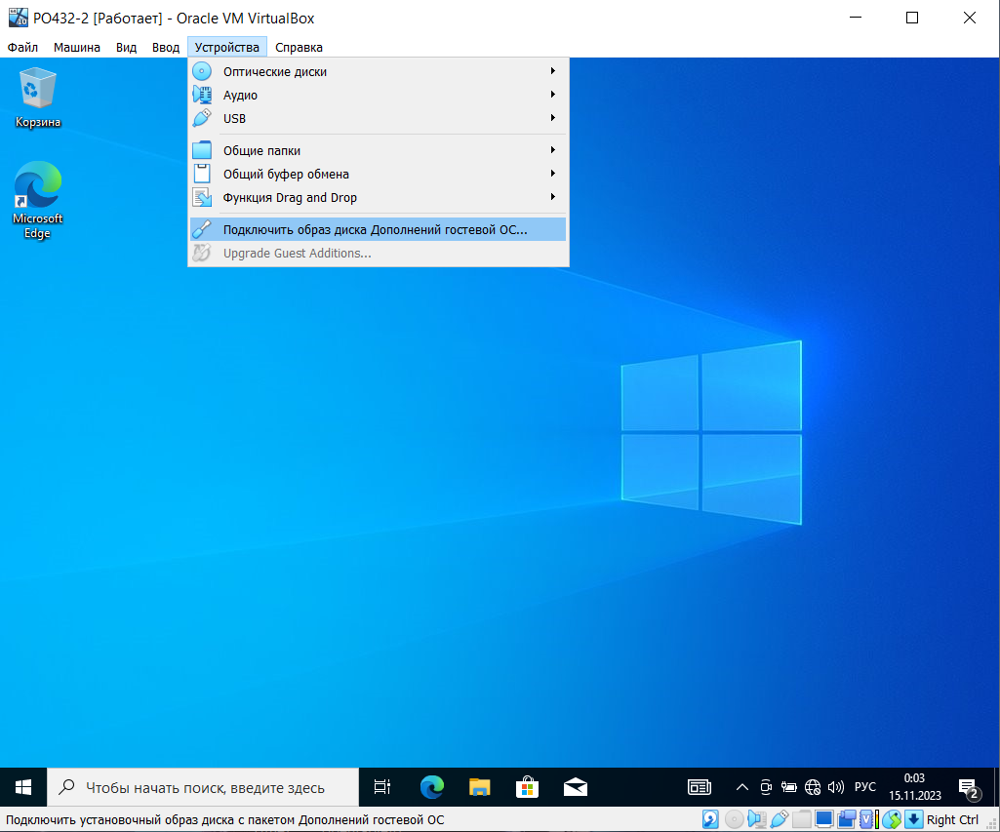 PO432-2 [Работает] - Oracle VM VirtualBox
Файл Машина Вид Ввод Устройства Справка
Оптические диски
Аудио
USB
Общие папки
Общий буфер обмена
Функция Drag and Drop
Подключить образ диска Дополнений гостевой ОС...
Upgrade Guest Additions...
Корзина
Microsoft
Edge
Чтобы начать поиск, введите здесь
РУС
0:03
15.11.2023
2
Подключить установочный образ диска с пакетом Дополнений гостевой ОС
Right Ctrl